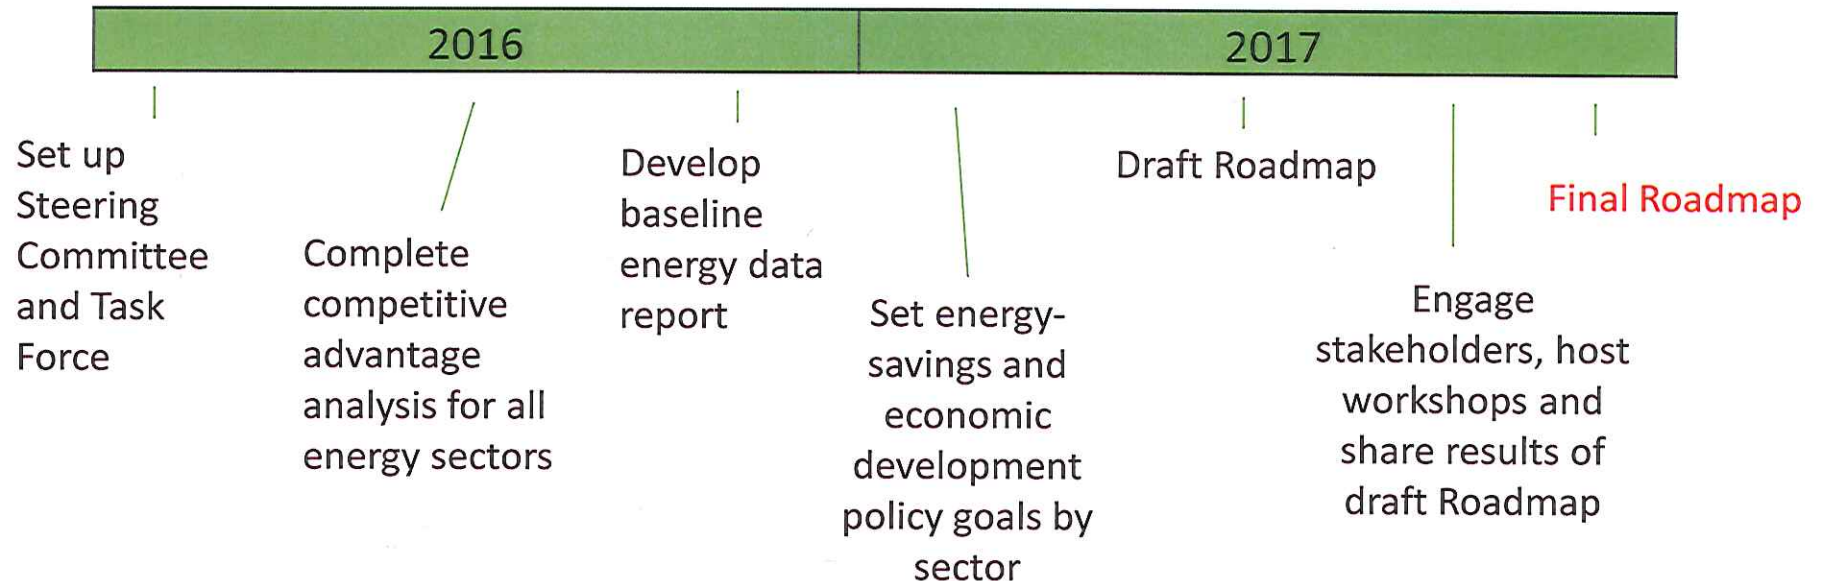 2016
2017
Set up
Steering
Committee
and Task
Force
Complete
competitive
advantage
analysis for all
energy sectors
Develop
baseline
energy data
report
Set energy-
savings and
economic
development
policy goals by
sector
Draft Roadmap
Engage
stakeholders, host
workshops and
share results of
draft Roadmap
Final Roadmap